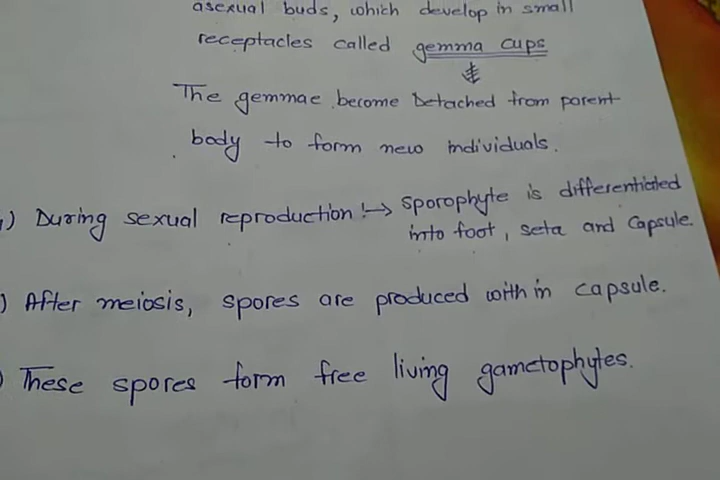 asexual buds, which develop in small
receptacles called gemma cups
The gemmae become Detached from parent
body to form new individuals.
) During sexual reproduction :→ sporophyte is differentiated
into foot, seta and capsule.
) After meiosis, spores are produced within capsule.
) These spores form free living gametophytes.